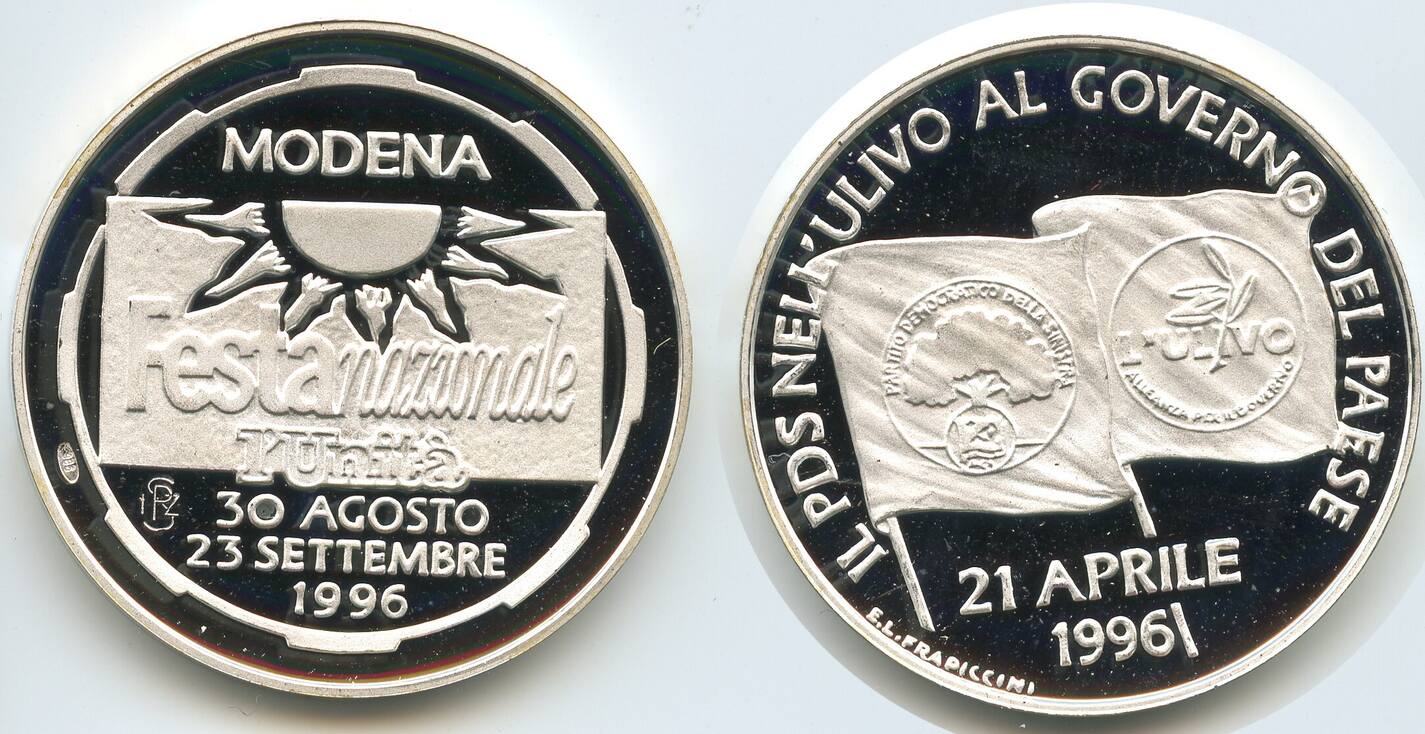 MODENA
Festa nazionale
l'Unità
30 AGOSTO
23 SETTEMBRE
1996
IL PDS NELL'ULIVO AL GOVERNO DEL PAESE
PARTITO DEMOCRATICO DELLA SINISTRA
L'ULIVO
ALLEANZA PER IL GOVERNO
21 APRILE
1996
E.L.FRAPICCINI